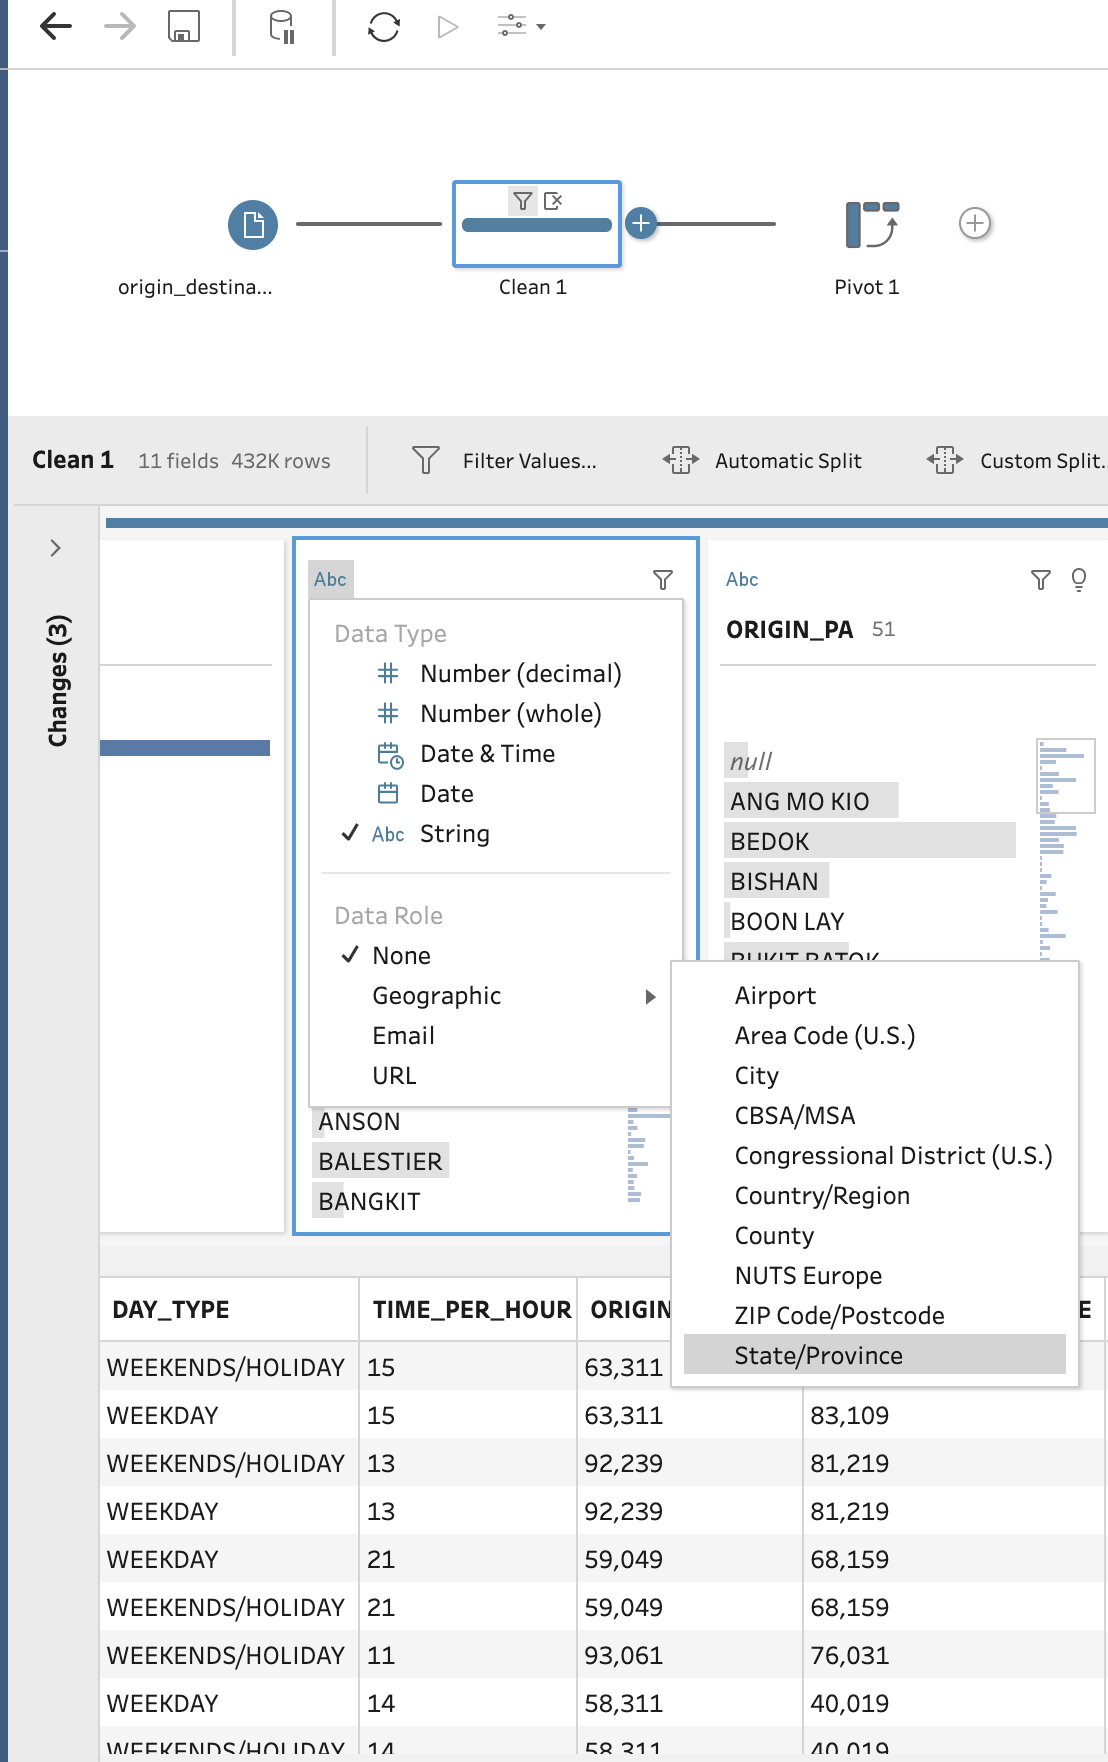 origin_destina...
Clean 1
Pivot 1
Clean 1 11 fields 432K rows Filter Values... Automatic Split Custom Split..
Changes (3)
Abc
Data Type
Number (decimal)
Number (whole)
Date & Time
Date
Abc String
Data Role
None
Geographic
Email
URL
ANSON
BALESTIER
BANGKIT
Abc
ORIGIN_PA 51
null
ANG MO KIO
BEDOK
BISHAN
BOON LAY
BUKIT BATOK
Airport
Area Code (U.S.)
City
CBSA/MSA
Congressional District (U.S.)
Country/Region
County
NUTS Europe
ZIP Code/Postcode
State/Province
DAY_TYPE TIME_PER_HOUR ORIGIN E
WEEKENDS/HOLIDAY 15 63,311
WEEKDAY 15 63,311 83,109
WEEKENDS/HOLIDAY 13 92,239 81,219
WEEKDAY 13 92,239 81,219
WEEKDAY 21 59,049 68,159
WEEKENDS/HOLIDAY 21 59,049 68,159
WEEKENDS/HOLIDAY 11 93,061 76,031
WEEKDAY 14 58,311 40,019
WEEKENDS/HOLIDAY 14 58,311 40,019